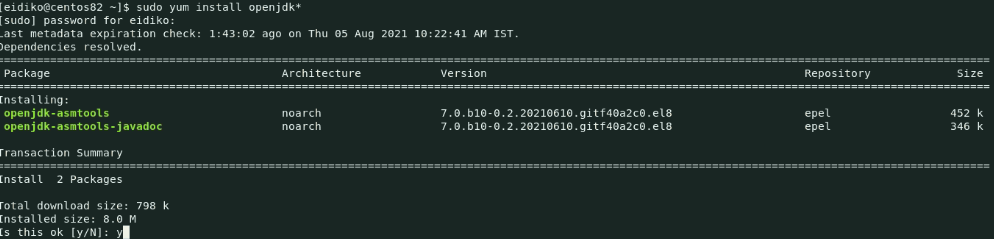 [eidiko@centos82 ~]$ sudo yum install openjdk*
[sudo] password for eidiko:
Last metadata expiration check: 1:43:02 ago on Thu 05 Aug 2021 10:22:41 AM IST.
Dependencies resolved.
================================================================================
Package Architecture Version Repository Size
================================================================================
Installing:
openjdk-asmtools noarch 7.0.b10-0.2.20210610.gitf40a2c0.el8 epel 452 k
openjdk-asmtools-javadoc noarch 7.0.b10-0.2.20210610.gitf40a2c0.el8 epel 346 k
Transaction Summary
================================================================================
Install 2 Packages
Total download size: 798 k
Installed size: 8.0 M
Is this ok [y/N]: y